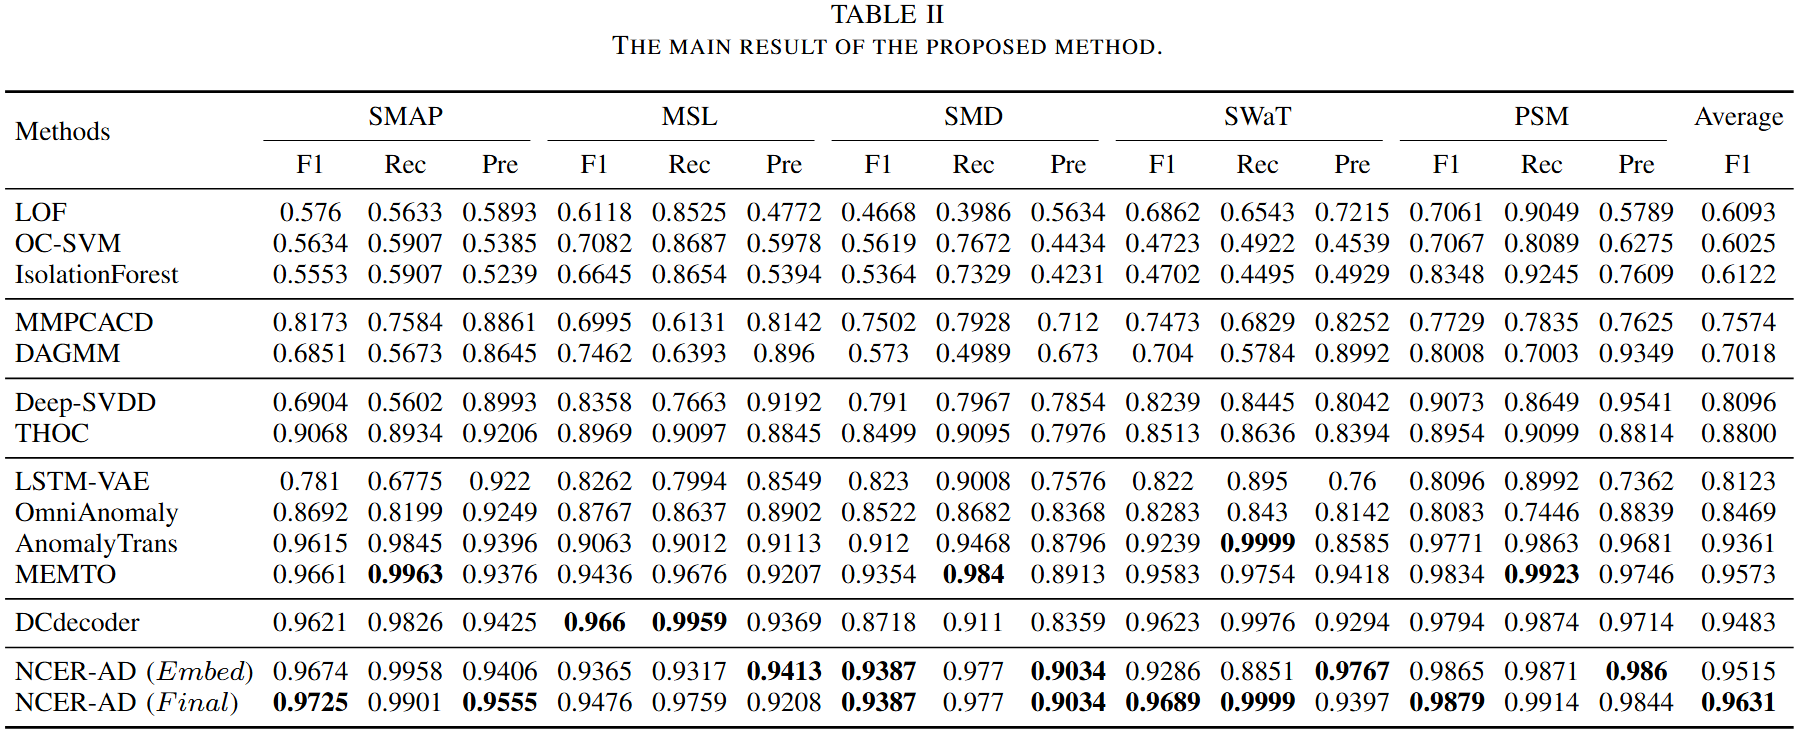 TABLE II
THE MAIN RESULT OF THE PROPOSED METHOD.
Methods SMAP MSL SMD SWaT PSM Average
F1 Rec Pre F1 Rec Pre F1 Rec Pre F1 Rec Pre F1 Rec Pre F1
LOF 0.576 0.5633 0.5893 0.6118 0.8525 0.4772 0.4668 0.3986 0.5634 0.6862 0.6543 0.7215 0.7061 0.9049 0.5789 0.6093
OC-SVM 0.5634 0.5907 0.5385 0.7082 0.8687 0.5978 0.5619 0.7672 0.4434 0.4723 0.4922 0.4539 0.7067 0.8089 0.6275 0.6025
IsolationForest 0.5553 0.5907 0.5239 0.6645 0.8654 0.5394 0.5364 0.7329 0.4231 0.4702 0.4495 0.4929 0.8348 0.9245 0.7609 0.6122
MMPCACD 0.8173 0.7584 0.8861 0.6995 0.6131 0.8142 0.7502 0.7928 0.712 0.7473 0.6829 0.8252 0.7729 0.7835 0.7625 0.7574
DAGMM 0.6851 0.5673 0.8645 0.7462 0.6393 0.896 0.573 0.4989 0.673 0.704 0.5784 0.8992 0.8008 0.7003 0.9349 0.7018
Deep-SVDD 0.6904 0.5602 0.8993 0.8358 0.7663 0.9192 0.791 0.7967 0.7854 0.8239 0.8445 0.8042 0.9073 0.8649 0.9541 0.8096
THOC 0.9068 0.8934 0.9206 0.8969 0.9097 0.8845 0.8499 0.9095 0.7976 0.8513 0.8636 0.8394 0.8954 0.9099 0.8814 0.8800
LSTM-VAE 0.781 0.6775 0.922 0.8262 0.7994 0.8549 0.823 0.9008 0.7576 0.822 0.895 0.76 0.8096 0.8992 0.7362 0.8123
OmniAnomaly 0.8692 0.8199 0.9249 0.8767 0.8637 0.8902 0.8522 0.8682 0.8368 0.8283 0.843 0.8142 0.8083 0.7446 0.8839 0.8469
AnomalyTrans 0.9615 0.9845 0.9396 0.9063 0.9012 0.9113 0.912 0.9468 0.8796 0.9239 0.9999 0.8585 0.9771 0.9863 0.9681 0.9361
MEMTO 0.9661 0.9963 0.9376 0.9436 0.9676 0.9207 0.9354 0.984 0.8913 0.9583 0.9754 0.9418 0.9834 0.9923 0.9746 0.9573
DCdecoder 0.9621 0.9826 0.9425 0.966 0.9959 0.9369 0.8718 0.911 0.8359 0.9623 0.9976 0.9294 0.9794 0.9874 0.9714 0.9483
NCER-AD (Embed) 0.9674 0.9958 0.9406 0.9365 0.9317 0.9413 0.9387 0.977 0.9034 0.9286 0.8851 0.9767 0.9865 0.9871 0.986 0.9515
NCER-AD (Final) 0.9725 0.9901 0.9555 0.9476 0.9759 0.9208 0.9387 0.977 0.9034 0.9689 0.9999 0.9397 0.9879 0.9914 0.9844 0.9631